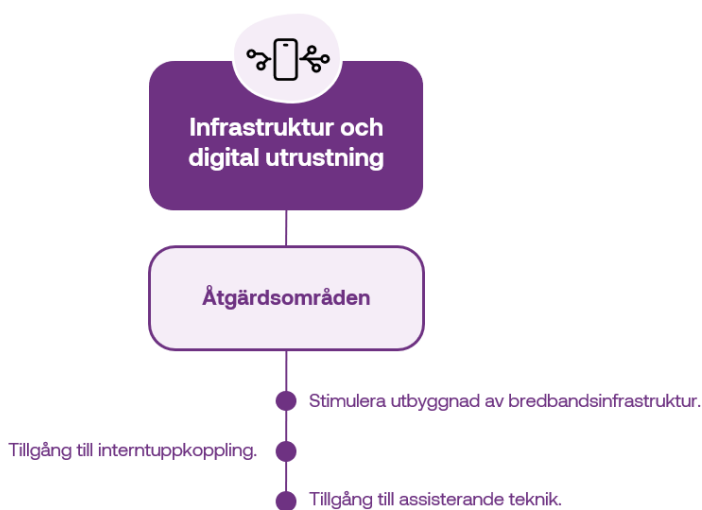 Infrastruktur och
digital utrustning
Åtgärdsområden
Stimulera utbyggnad av bredbandsinfrastruktur.
Tillgång till interntuppkoppling.
Tillgång till assisterande teknik.